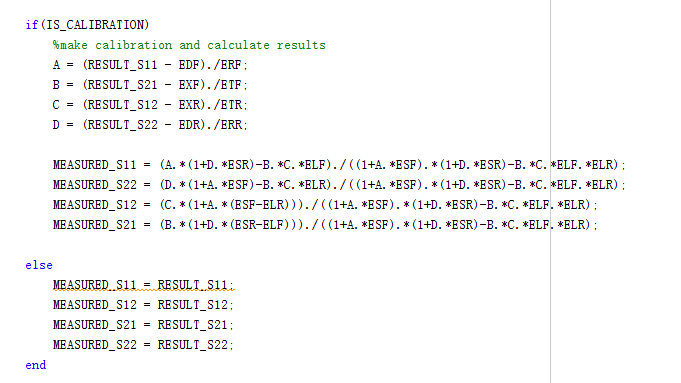 if(IS_CALIBRATION)
%make calibration and calculate results
A = (RESULT_S11 - EDF)./ERF;
B = (RESULT_S21 - EXF)./ETF;
C = (RESULT_S12 - EXR)./ETR;
D = (RESULT_S22 - EDR)./ERR;
MEASURED_S11 = (A.*(1+D.*ESR)-B.*C.*ELF)./((1+A.*ESF).*(1+D.*ESR)-B.*C.*ELF.*ELR);
MEASURED_S22 = (D.*(1+A.*ESF)-B.*C.*ELR)./((1+A.*ESF).*(1+D.*ESR)-B.*C.*ELF.*ELR);
MEASURED_S12 = (C.*(1+A.*(ESF-ELR)))./((1+A.*ESF).*(1+D.*ESR)-B.*C.*ELF.*ELR);
MEASURED_S21 = (B.*(1+D.*(ESR-ELF)))./((1+A.*ESF).*(1+D.*ESR)-B.*C.*ELF.*ELR);
else
MEASURED_S11 = RESULT_S11;
MEASURED_S12 = RESULT_S12;
MEASURED_S21 = RESULT_S21;
MEASURED_S22 = RESULT_S22;
end